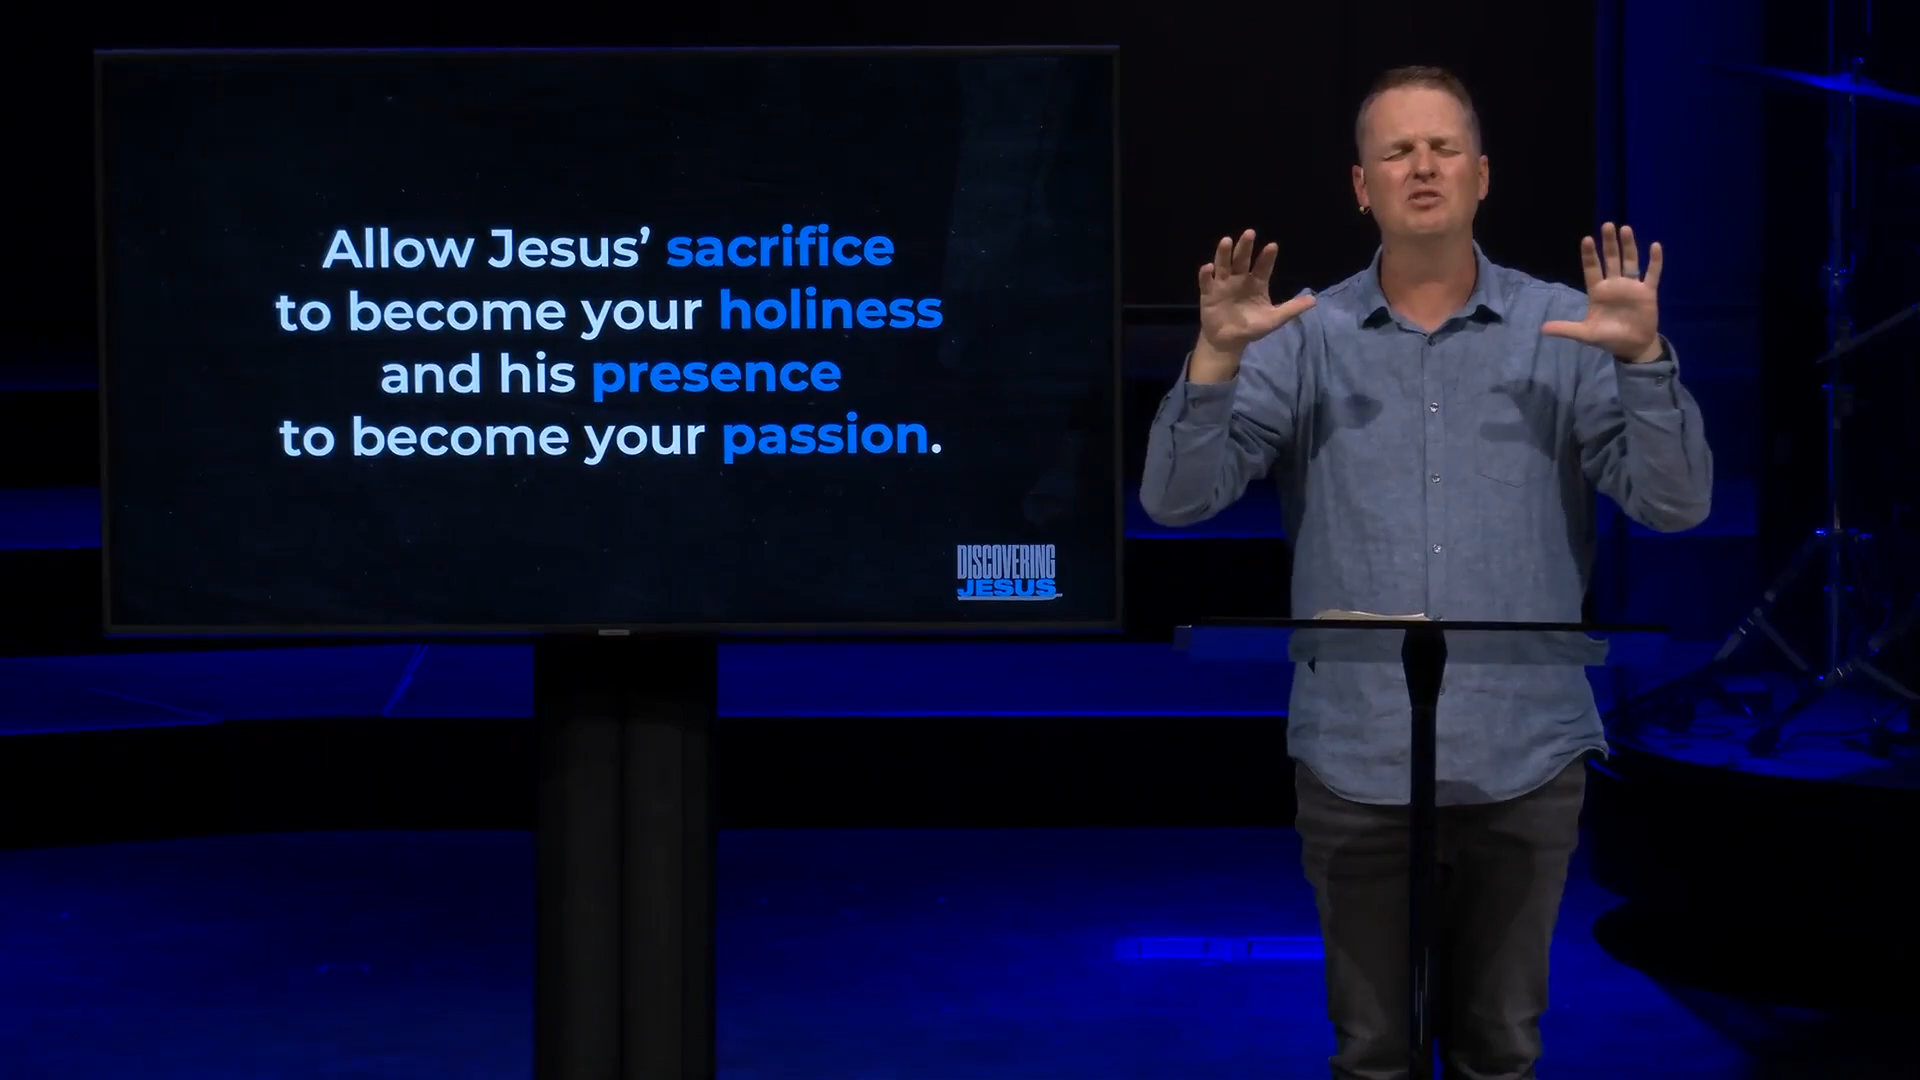 Allow Jesus’ sacrifice
to become your holiness
and his presence
to become your passion.
DISCOVERING
JESUS